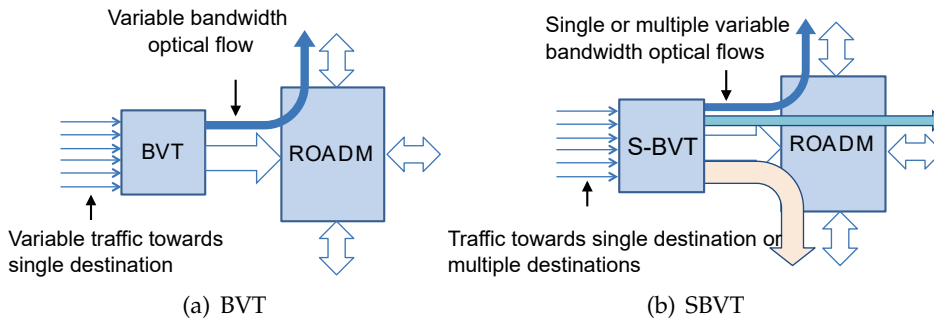 Variable bandwidth
optical flow
BVT
ROADM
Variable traffic towards
single destination
(a) BVT
Single or multiple variable
bandwidth optical flows
S-BVT
ROADM
Traffic towards single destination or
multiple destinations
(b) SBVT